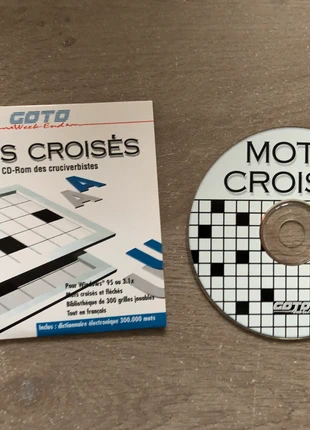 GOTO
Week-End
S CROISÉS
CD-Rom des cruciverbistes
Pour Windows 95 ou 3.1x
Mots croisés et fléchés
Bibliothèque de 300 grilles jouables
Tout en français
Inclus : dictionnaire électronique 300.000 mots
MOT
CROIS
GOTO